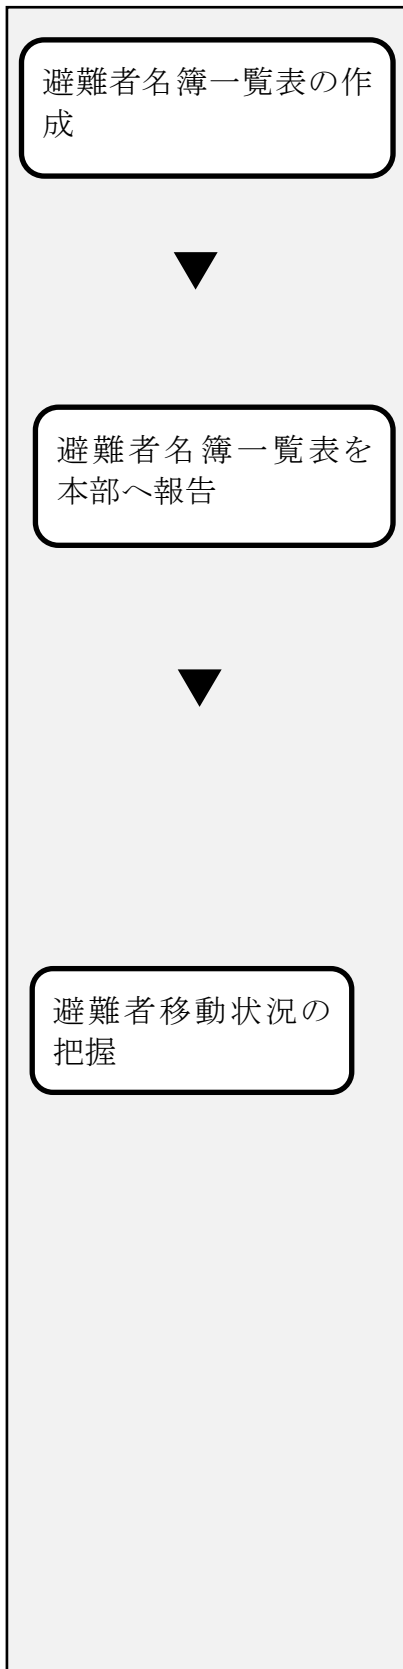 避難者名簿一覧表の作
成
▼
避難者名簿一覧表を
本部へ報告
▼
避難者移動状況の
把握